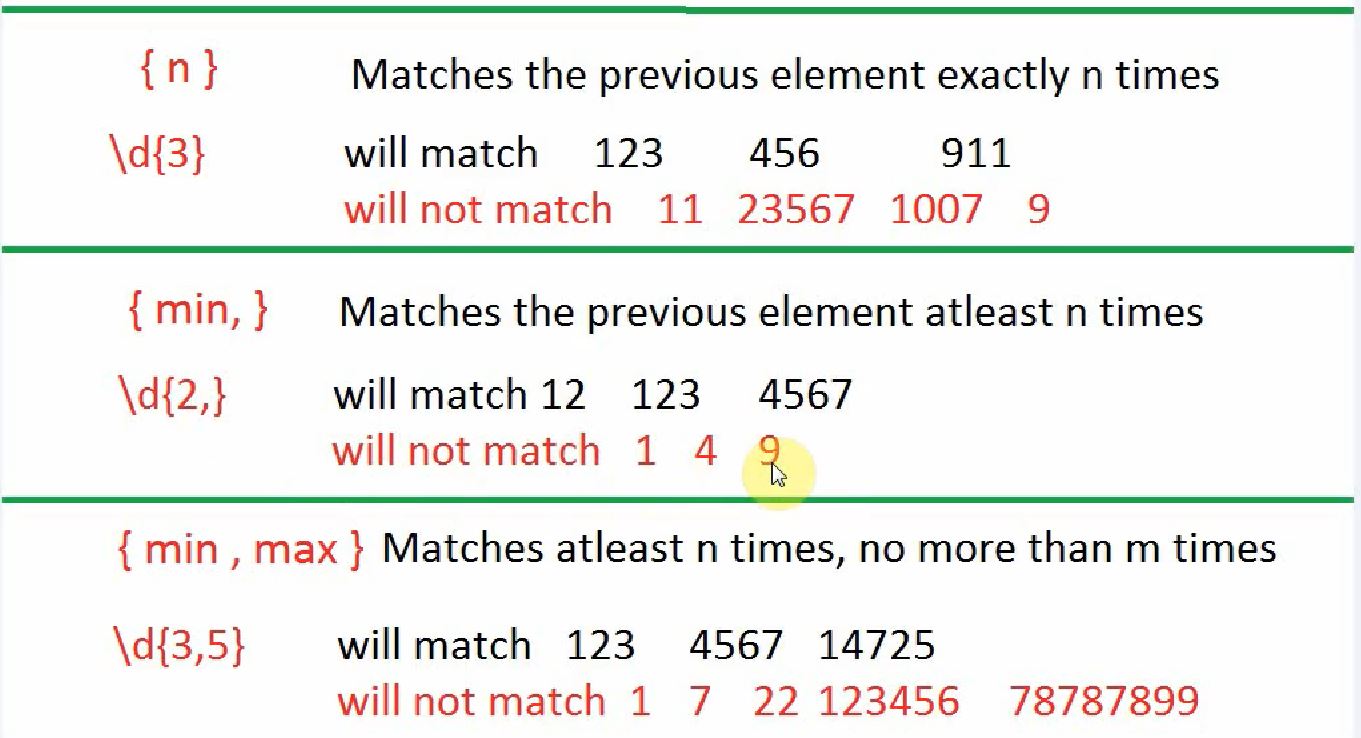 { n } Matches the previous element exactly n times
\d{3} will match 123 456 911
will not match 11 23567 1007 9
{ min, } Matches the previous element atleast n times
\d{2,} will match 12 123 4567
will not match 1 4 9
{ min , max } Matches atleast n times, no more than m times
\d{3,5} will match 123 4567 14725
will not match 1 7 22 123456 78787899